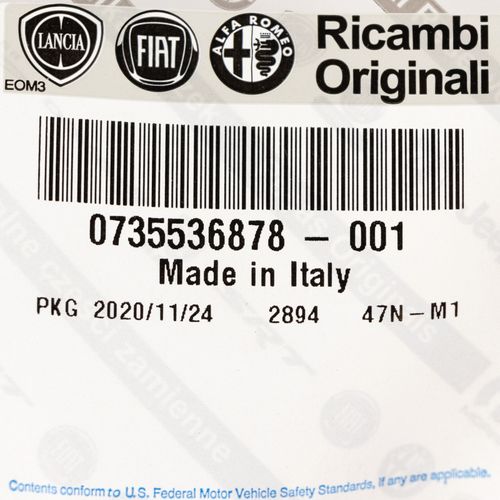 LANCIA FIAT ALFA ROMEO Ricambi
EOM3 Originali
0735536878 - 001
Made in Italy
PKG 2020/11/24 2894 47N-M1
Contents conform to U.S. Federal Motor Vehicle Safety Standards, If any are applicable